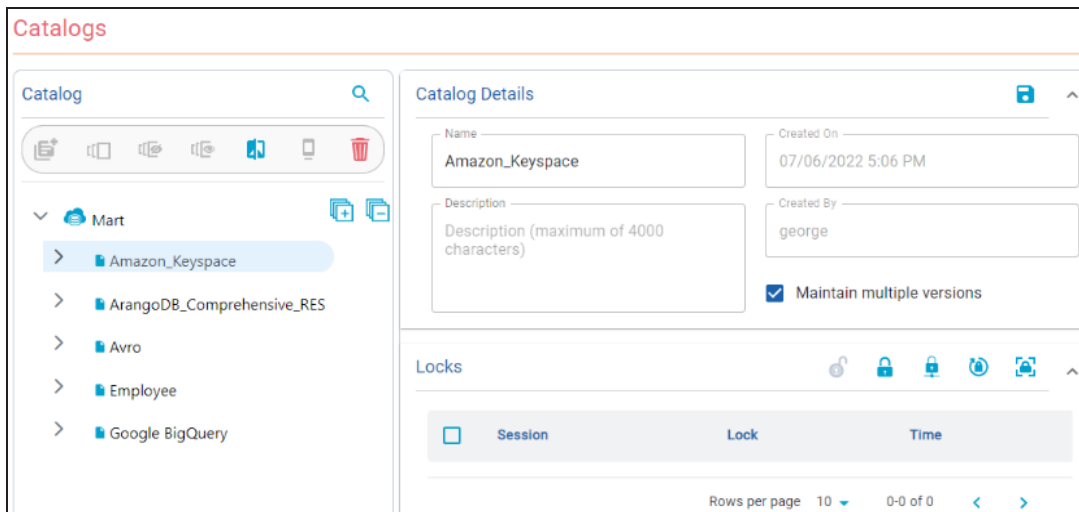 Catalogs
Catalog
Mart
Amazon_Keyspace
ArangoDB_Comprehensive_RES
Avro
Employee
Google BigQuery
Catalog Details
Name
Amazon_Keyspace
Created On
07/06/2022 5:06 PM
Description
Description (maximum of 4000
characters)
Created By
george
Maintain multiple versions
Locks
Session Lock Time
Rows per page 10 0-0 of 0